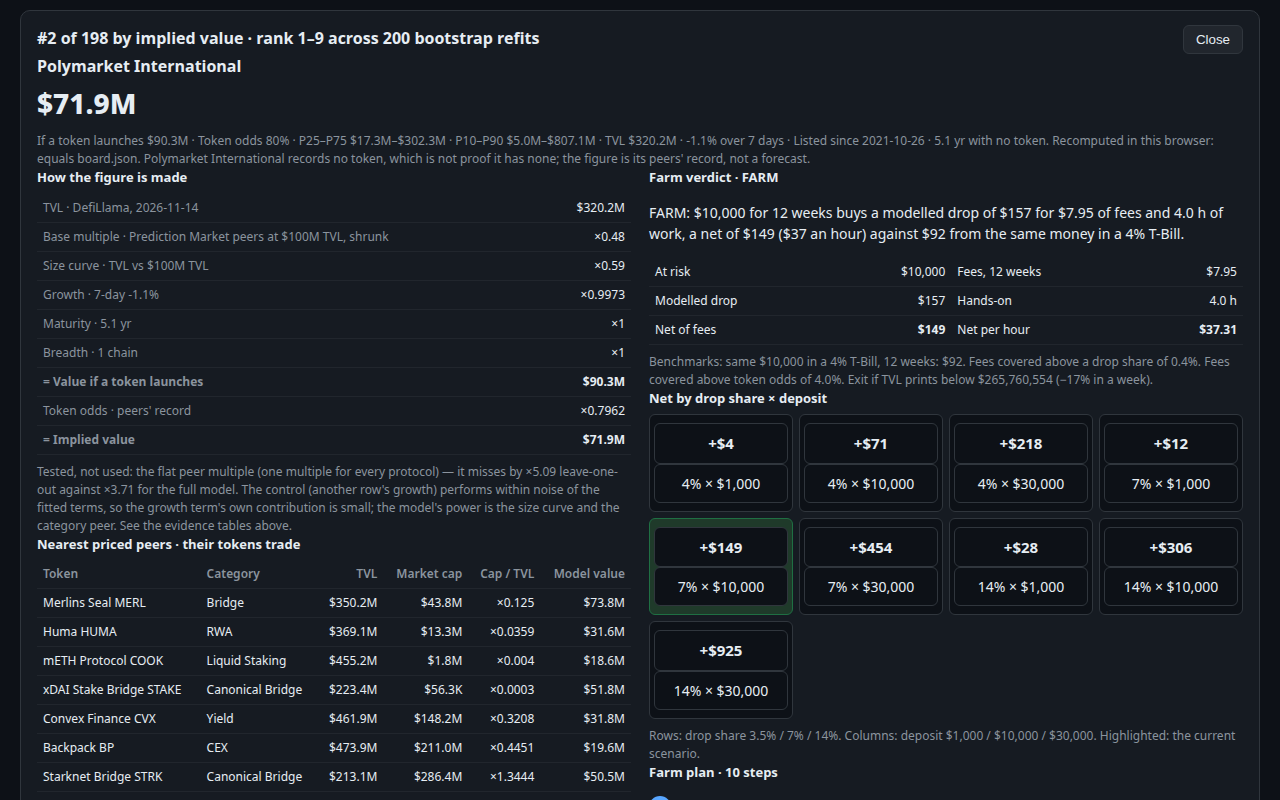 #2 of 198 by implied value · rank 1–9 across 200 bootstrap refits
Close
Polymarket International
$71.9M
If a token launches $90.3M · Token odds 80% · P25–P75 $17.3M–$302.3M · P10–P90 $5.0M–$807.1M · TVL $320.2M · -1.1% over 7 days · Listed since 2021-10-26 · 5.1 yr with no token. Recomputed in this browser:
equals board.json. Polymarket International records no token, which is not proof it has none; the figure is its peers' record, not a forecast.
How the figure is made
TVL · DefiLlama, 2026-11-14 $320.2M
Base multiple · Prediction Market peers at $100M TVL, shrunk ×0.48
Size curve · TVL vs $100M TVL ×0.59
Growth · 7-day -1.1% ×0.9973
Maturity · 5.1 yr ×1
Breadth · 1 chain ×1
= Value if a token launches $90.3M
Token odds · peers' record ×0.7962
= Implied value $71.9M
Tested, not used: the flat peer multiple (one multiple for every protocol) — it misses by ×5.09 leave-one-
out against ×3.71 for the full model. The control (another row's growth) performs within noise of the
fitted terms, so the growth term's own contribution is small; the model's power is the size curve and the
category peer. See the evidence tables above.
Nearest priced peers · their tokens trade
Token Category TVL Market cap Cap / TVL Model value
Merlins Seal MERL Bridge $350.2M $43.8M ×0.125 $73.8M
Huma HUMA RWA $369.1M $13.3M ×0.0359 $31.6M
mETH Protocol COOK Liquid Staking $455.2M $1.8M ×0.004 $18.6M
xDAI Stake Bridge STAKE Canonical Bridge $223.4M $56.3K ×0.0003 $51.8M
Convex Finance CVX Yield $461.9M $148.2M ×0.3208 $31.8M
Backpack BP CEX $473.9M $211.0M ×0.4451 $19.6M
Starknet Bridge STRK Canonical Bridge $213.1M $286.4M ×1.3444 $50.5M
Farm verdict · FARM
FARM: $10,000 for 12 weeks buys a modelled drop of $157 for $7.95 of fees and 4.0 h of
work, a net of $149 ($37 an hour) against $92 from the same money in a 4% T-Bill.
At risk $10,000 Fees, 12 weeks $7.95
Modelled drop $157 Hands-on 4.0 h
Net of fees $149 Net per hour $37.31
Benchmarks: same $10,000 in a 4% T-Bill, 12 weeks: $92. Fees covered above a drop share of 0.4%. Fees
covered above token odds of 4.0%. Exit if TVL prints below $265,760,554 (−17% in a week).
Net by drop share × deposit
+$4 +$71 +$218 +$12
4% × $1,000 4% × $10,000 4% × $30,000 7% × $1,000
+$149 +$454 +$28 +$306
7% × $10,000 7% × $30,000 14% × $1,000 14% × $10,000
+$925
14% × $30,000
Rows: drop share 3.5% / 7% / 14%. Columns: deposit $1,000 / $10,000 / $30,000. Highlighted: the current
scenario.
Farm plan · 10 steps